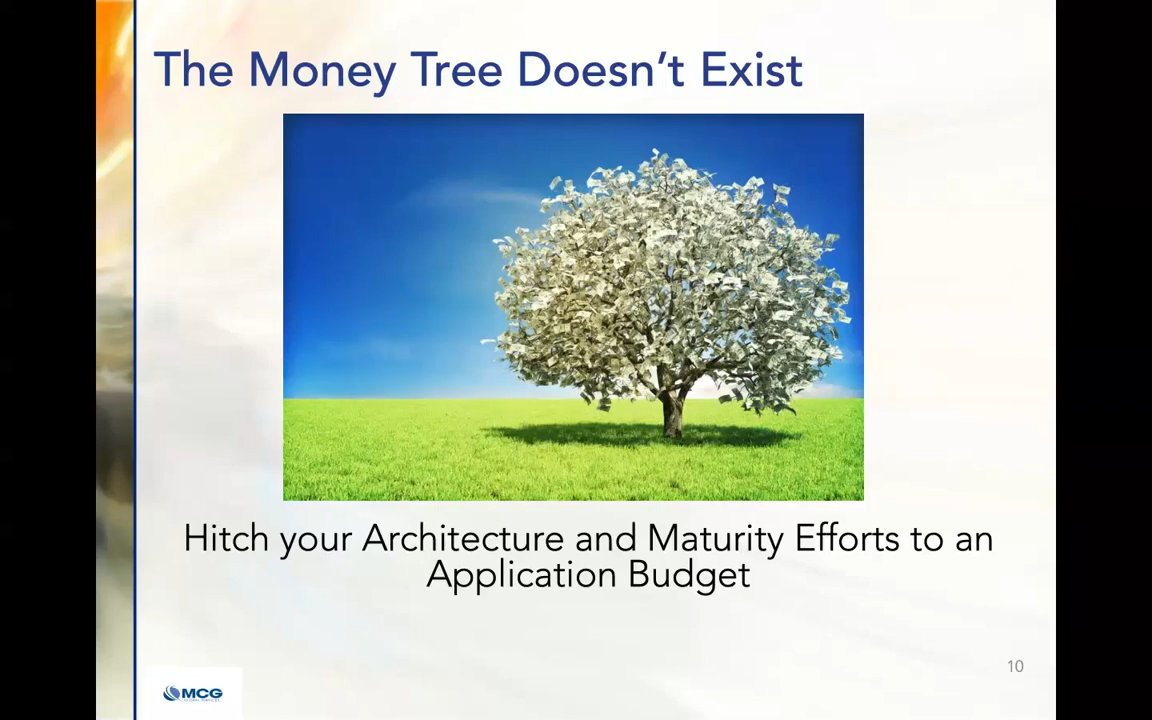 The Money Tree Doesn't Exist
Hitch your Architecture and Maturity Efforts to an
Application Budget
10
MCG